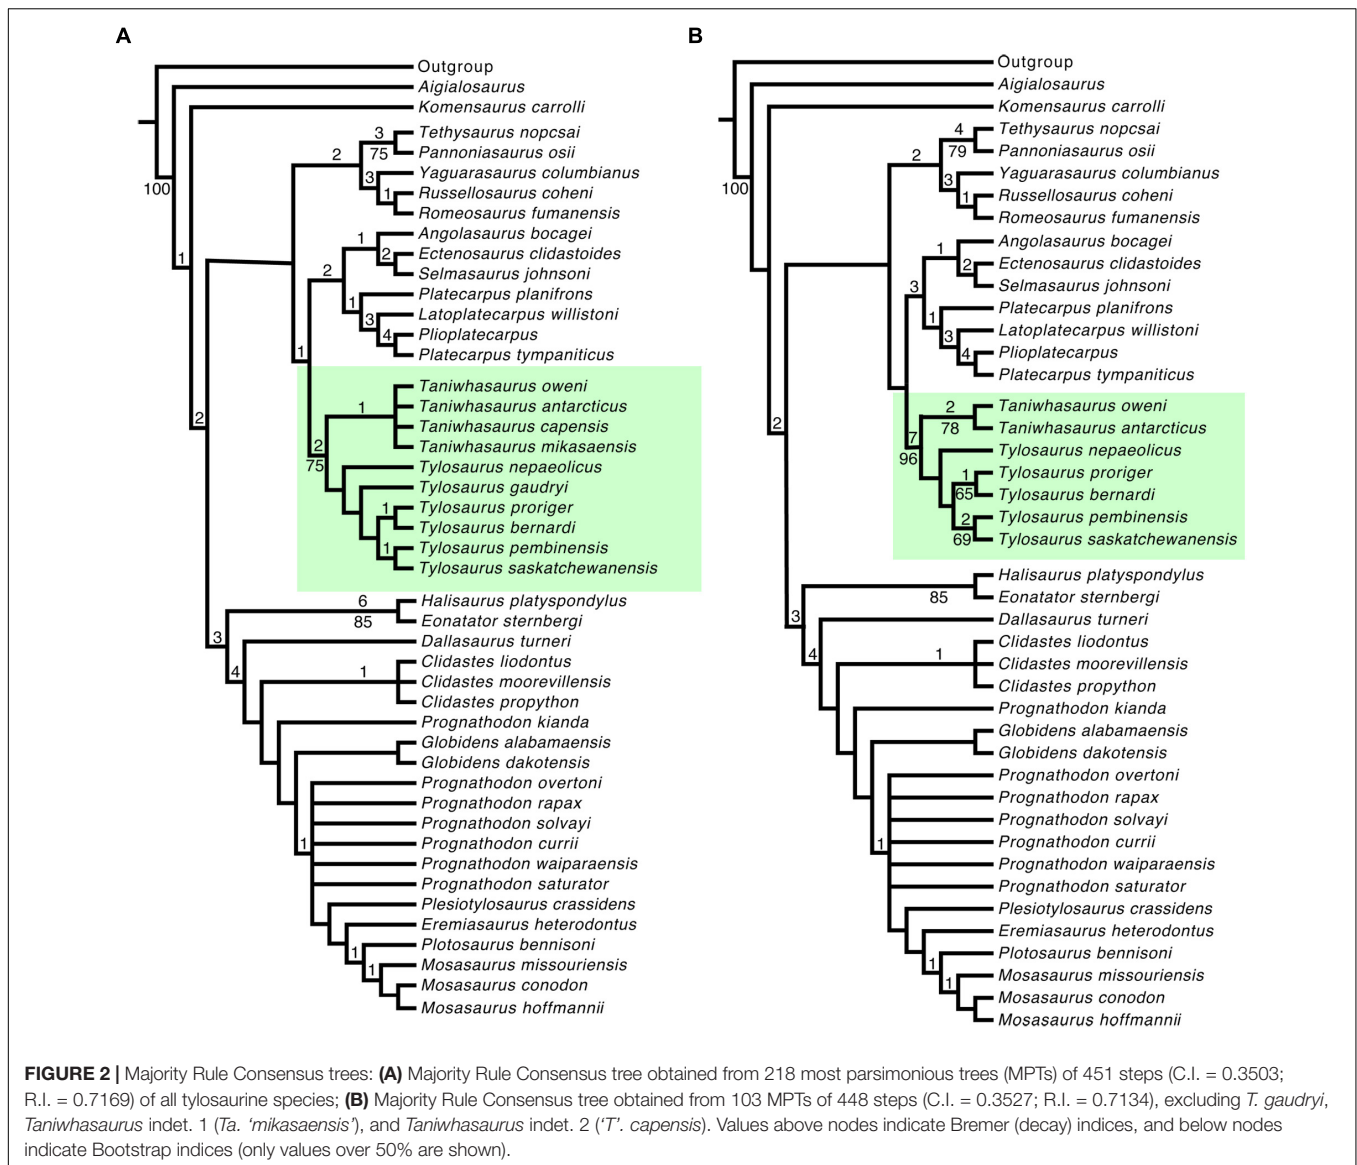 A
Outgroup
Aigialosaurus
Komensaurus carrolli
3
Tethysaurus nopcsai
2
75
Pannoniasaurus osii
3
Yaguarasaurus columbianus
100
1
Russellosaurus coheni
Romeosaurus fumanensis
1
Angolasaurus bocagei
1
2
Ectenosaurus clidastoides
2
Selmasaurus johnsoni
1
Platecarpus planifrons
3
Latoplatecarpus willistoni
4
Plioplatecarpus
1
Platecarpus tympaniticus
Taniwhasaurus oweni
1
Taniwhasaurus antarcticus
2
Taniwhasaurus capensis
2
Taniwhasaurus mikasaensis
75
Tylosaurus nepaeolicus
Tylosaurus gaudryi
1
Tylosaurus proriger
Tylosaurus bernardi
1
Tylosaurus pembinensis
Tylosaurus saskatchewanensis
6
Halisaurus platyspondylus
85
Eonatator sternbergi
3
Dallasaurus turneri
Clidastes liodontus
4
1
Clidastes moorevillensis
Clidastes propython
Prognathodon kianda
Globidens alabamaensis
Globidens dakotensis
Prognathodon overtoni
Prognathodon rapax
Prognathodon solvayi
1
Prognathodon currii
Prognathodon waiparaensis
Prognathodon saturator
Plesiotylosaurus crassidens
Eremiasaurus heterodontus
1
Plotosaurus bennisoni
1
Mosasaurus missouriensis
Mosasaurus conodon
Mosasaurus hoffmannii
B
Outgroup
Aigialosaurus
Komensaurus carrolli
4
Tethysaurus nopcsai
2
79
Pannoniasaurus osii
3
Yaguarasaurus columbianus
100
1
Russellosaurus coheni
Romeosaurus fumanensis
1
Angolasaurus bocagei
2
Ectenosaurus clidastoides
3
Selmasaurus johnsoni
1
Platecarpus planifrons
3
Latoplatecarpus willistoni
4
Plioplatecarpus
Platecarpus tympaniticus
2
Taniwhasaurus oweni
2
78
Taniwhasaurus antarcticus
7
96
Tylosaurus nepaeolicus
1
Tylosaurus proriger
65
Tylosaurus bernardi
2
Tylosaurus pembinensis
69
Tylosaurus saskatchewanensis
Halisaurus platyspondylus
85
Eonatator sternbergi
3
Dallasaurus turneri
Clidastes liodontus
4
1
Clidastes moorevillensis
Clidastes propython
Prognathodon kianda
Globidens alabamaensis
Globidens dakotensis
Prognathodon overtoni
Prognathodon rapax
Prognathodon solvayi
1
Prognathodon currii
Prognathodon waiparaensis
Prognathodon saturator
Plesiotylosaurus crassidens
Eremiasaurus heterodontus
1
Plotosaurus bennisoni
1
Mosasaurus missouriensis
Mosasaurus conodon
Mosasaurus hoffmannii
FIGURE 2 | Majority Rule Consensus trees: (A) Majority Rule Consensus tree obtained from 218 most parsimonious trees (MPTs) of 451 steps (C.I. = 0.3503;
R.I. = 0.7169) of all tylosaurine species; (B) Majority Rule Consensus tree obtained from 103 MPTs of 448 steps (C.I. = 0.3527; R.I. = 0.7134), excluding T. gaudryi,
Taniwhasaurus indet. 1 (Ta. ‘mikasaensis’), and Taniwhasaurus indet. 2 (‘T’. capensis). Values above nodes indicate Bremer (decay) indices, and below nodes
indicate Bootstrap indices (only values over 50% are shown).